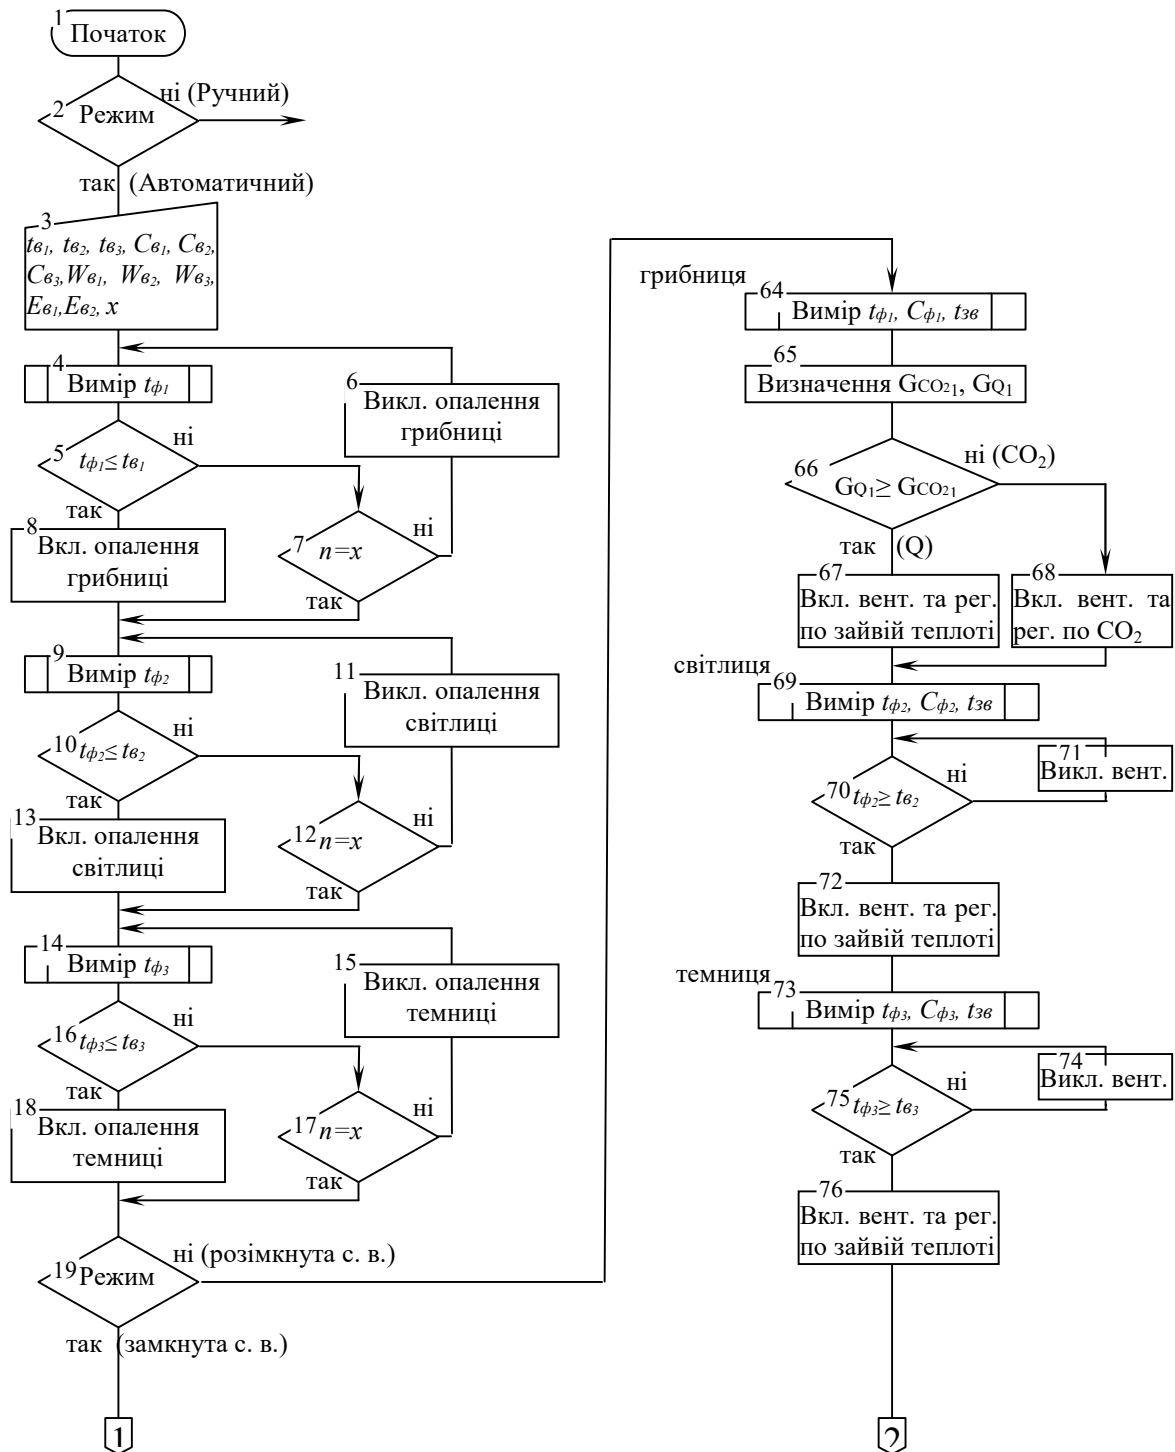 1
Початок
2
Режим
ні (Ручний)
так (Автоматичний)
3
tв1, tв2, tв3, Cв1, Cв2,
Cв3,Wв1, Wв2, Wв3,
Eв1,Eв2, x
4
Вимір tф1
5
tф1≤ tв1
ні
так
6
Викл. опалення
грибниці
7
n=x
ні
так
8
Вкл. опалення
грибниці
9
Вимір tф2
10
tф2≤ tв2
ні
так
11
Викл. опалення
світлиці
12
n=x
ні
так
13
Вкл. опалення
світлиці
14
Вимір tф3
15
Викл. опалення
темниці
16
tф3≤ tв3
ні
так
17
n=x
ні
так
18
Вкл. опалення
темниці
19
Режим
ні (розімкнута с. в.)
так (замкнута с. в.)
1
грибниця
64
Вимір tф1, Cф1, tзв
65
Визначення GCO21, GQ1
66
GQ1≥ GCO21
ні (CO2)
так (Q)
67
Вкл. вент. та рег.
по зайвій теплоті
68
Вкл. вент. та
рег. по CO2
світлиця
69
Вимір tф2, Cф2, tзв
70
tф2≥ tв2
ні
так
71
Викл. вент.
72
Вкл. вент. та рег.
по зайвій теплоті
темниця
73
Вимір tф3, Cф3, tзв
74
Викл. вент.
75
tф3≥ tв3
ні
так
76
Вкл. вент. та рег.
по зайвій теплоті
2